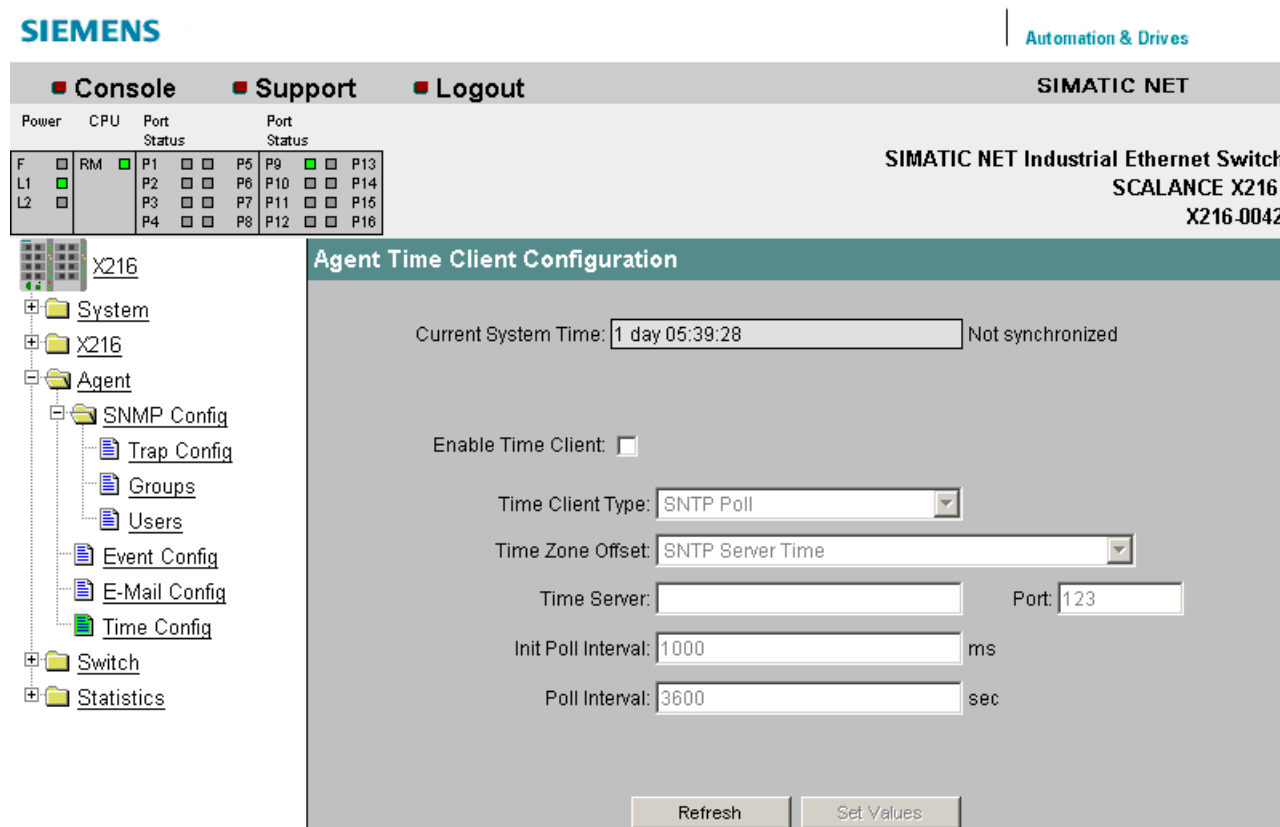 SIEMENS
Automation & Drives
Console Support Logout SIMATIC NET
Power CPU Port Status Port Status
F RM P1 P5 P9 P13
L1 P2 P6 P10 P14
L2 P3 P7 P11 P15
P4 P8 P12 P16
SIMATIC NET Industrial Ethernet Switch
SCALANCE X216
X216-0042
X216
System
X216
Agent
SNMP Config
Trap Config
Groups
Users
Event Config
E-Mail Config
Time Config
Switch
Statistics
Agent Time Client Configuration
Current System Time: 1 day 05:39:28 Not synchronized
Enable Time Client:
Time Client Type: SNTP Poll
Time Zone Offset: SNTP Server Time
Time Server: Port: 123
Init Poll Interval: 1000 ms
Poll Interval: 3600 sec
Refresh Set Values